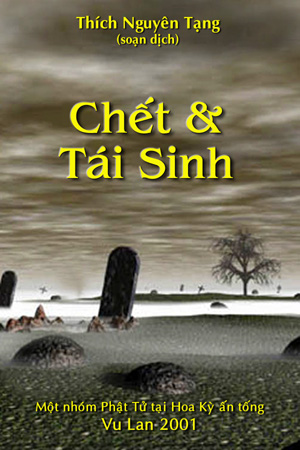 Thích Nguyên Tạng
(soạn dịch)
Chết &
Tái Sinh
Một nhóm Phật Tử tại Hoa Kỳ ấn tống
Vu Lan 2001